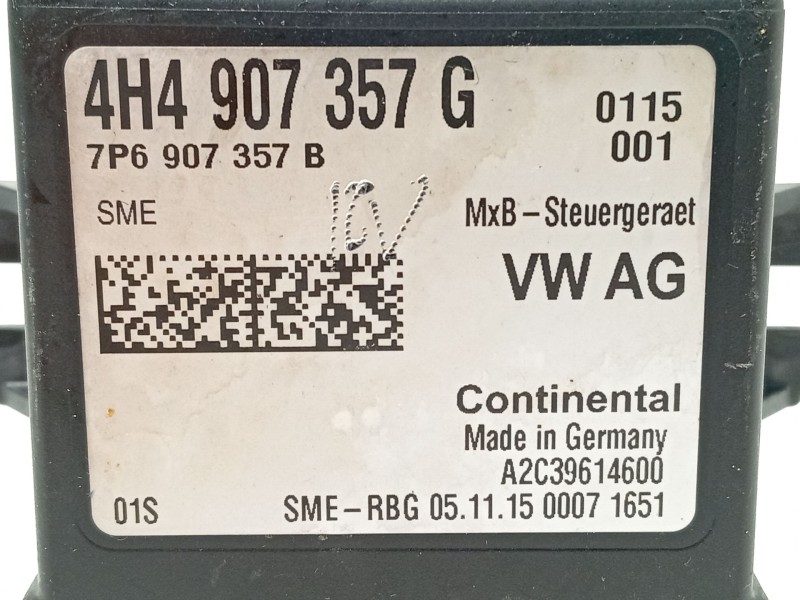 4H4 907 357 G
0115
7P6 907 357 B
001
SME
MxB-Steuergeraet
VW AG
Continental
Made in Germany
A2C39614600
01S
SME-RBG 05.11.15 0007 1651